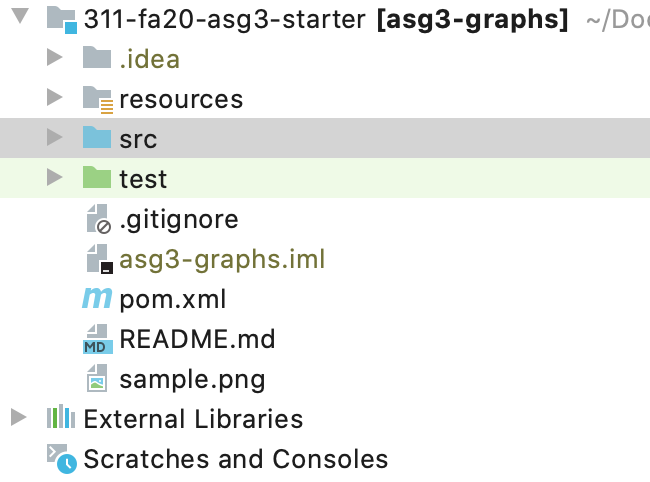 311-fa20-asg3-starter [asg3-graphs] ~/Doc
.idea
resources
src
test
.gitignore
asg3-graphs.iml
m pom.xml
MD README.md
sample.png
External Libraries
Scratches and Consoles